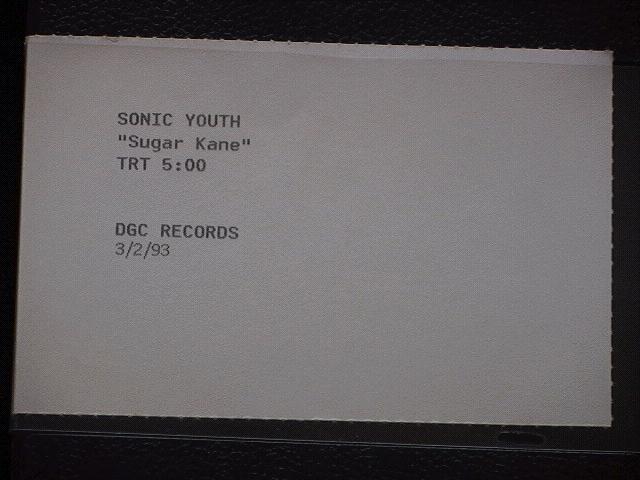 SONIC YOUTH
"Sugar Kane"
TRT 5:00
DGC RECORDS
3/2/93